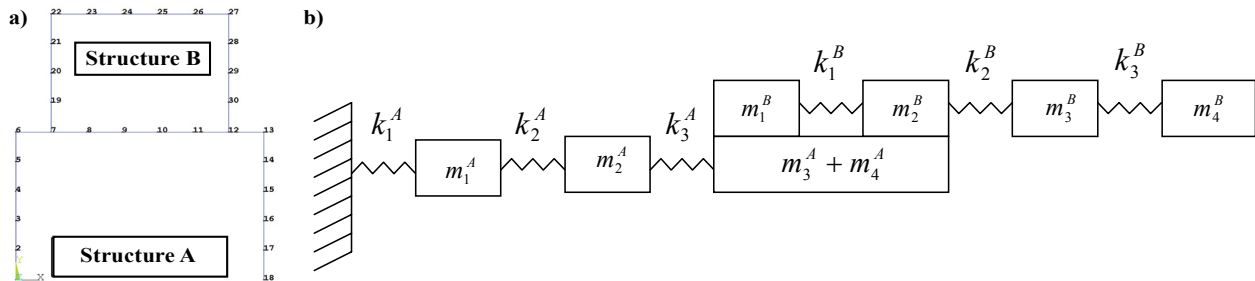 a)
22 23 24 25 26 27
21 28
Structure B
20 29
19 30
6 7 8 9 10 11 12 13
5 14
4 15
3 16
2 17
Structure A
Y
X
18
b)
k_1^A k_2^A k_3^A k_1^B k_2^B k_3^B
m_1^B m_2^B m_3^B m_4^B
m_1^A m_2^A m_3^A + m_4^A